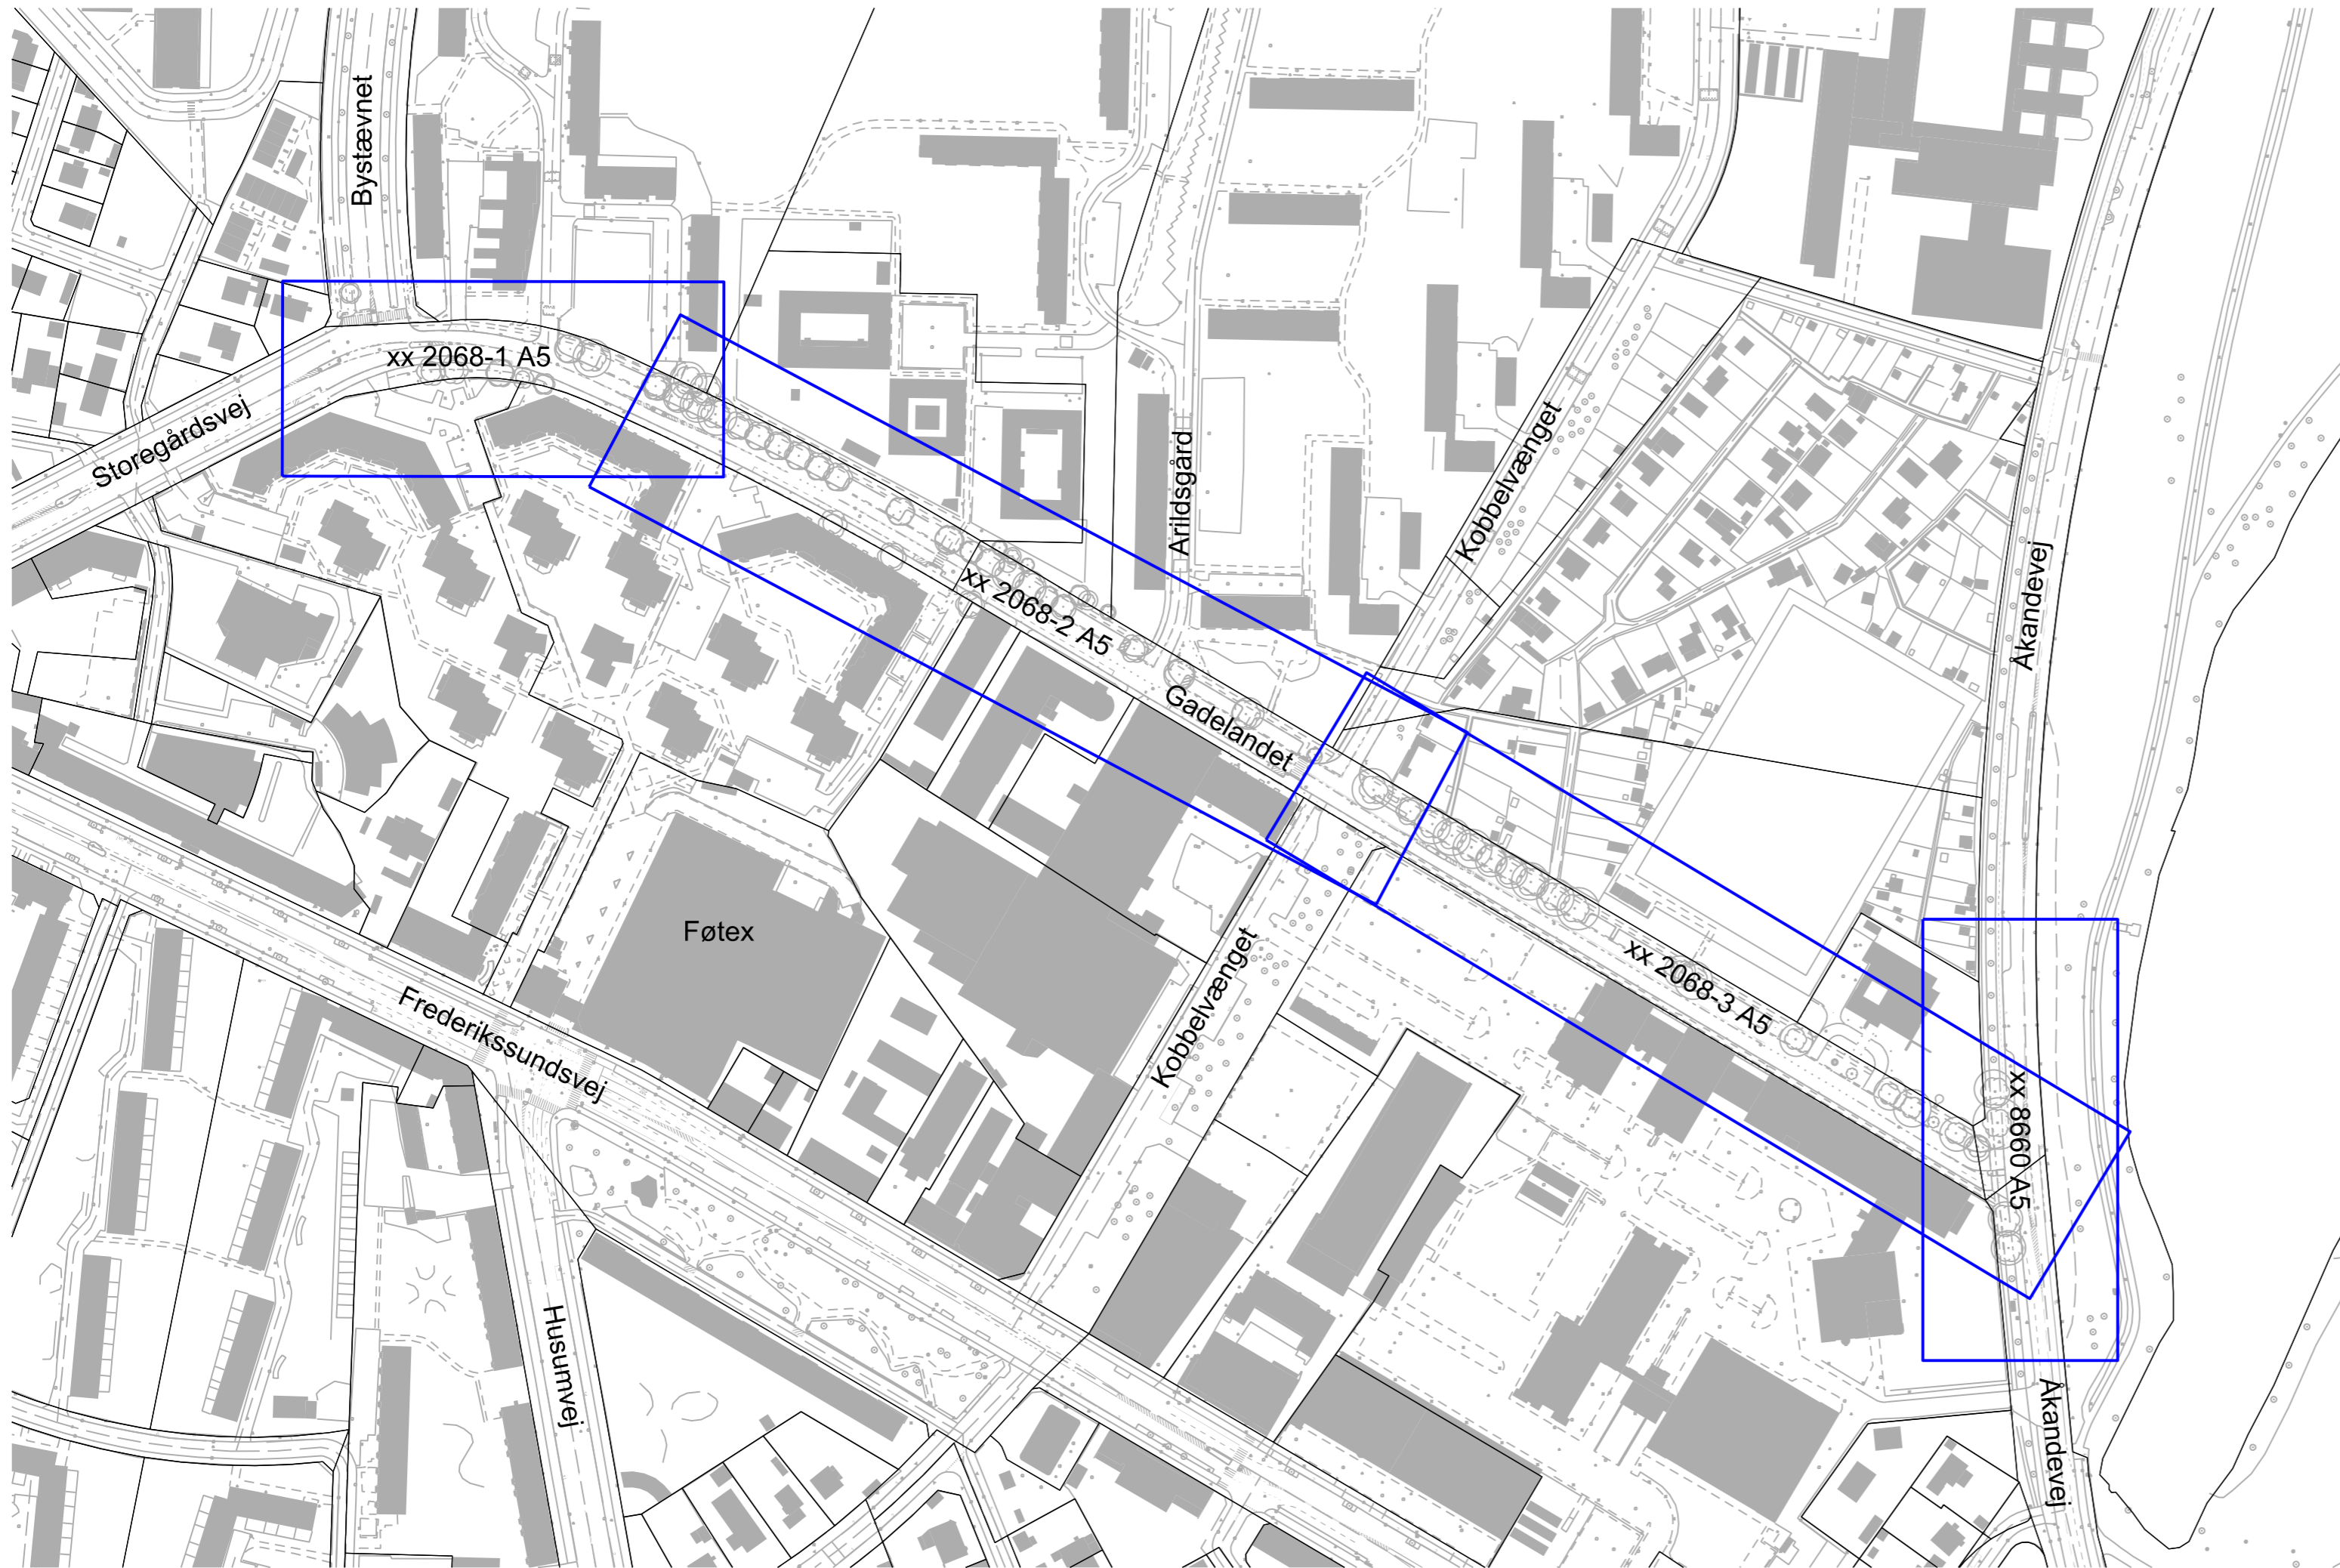 Bystævnet
xx 2068-1 A5
Storegårdsvej
Arildsgård
Kobbelvænget
Åkandevej
xx 2068-2 A5
Gadelandet
Føtex
Kobbelvænget
xx 2068-3 A5
Frederikssundsvej
xx 8660 A5
Husumvej
Åkandevej